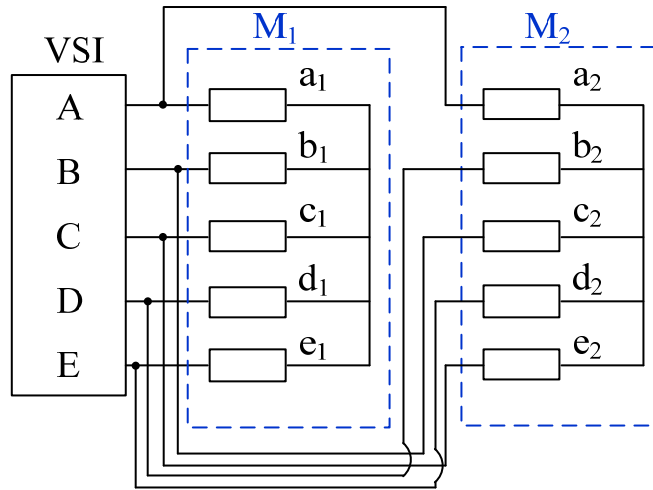 M₁ M₂
VSI
A a₁ a₂
B b₁ b₂
C c₁ c₂
D d₁ d₂
E e₁ e₂